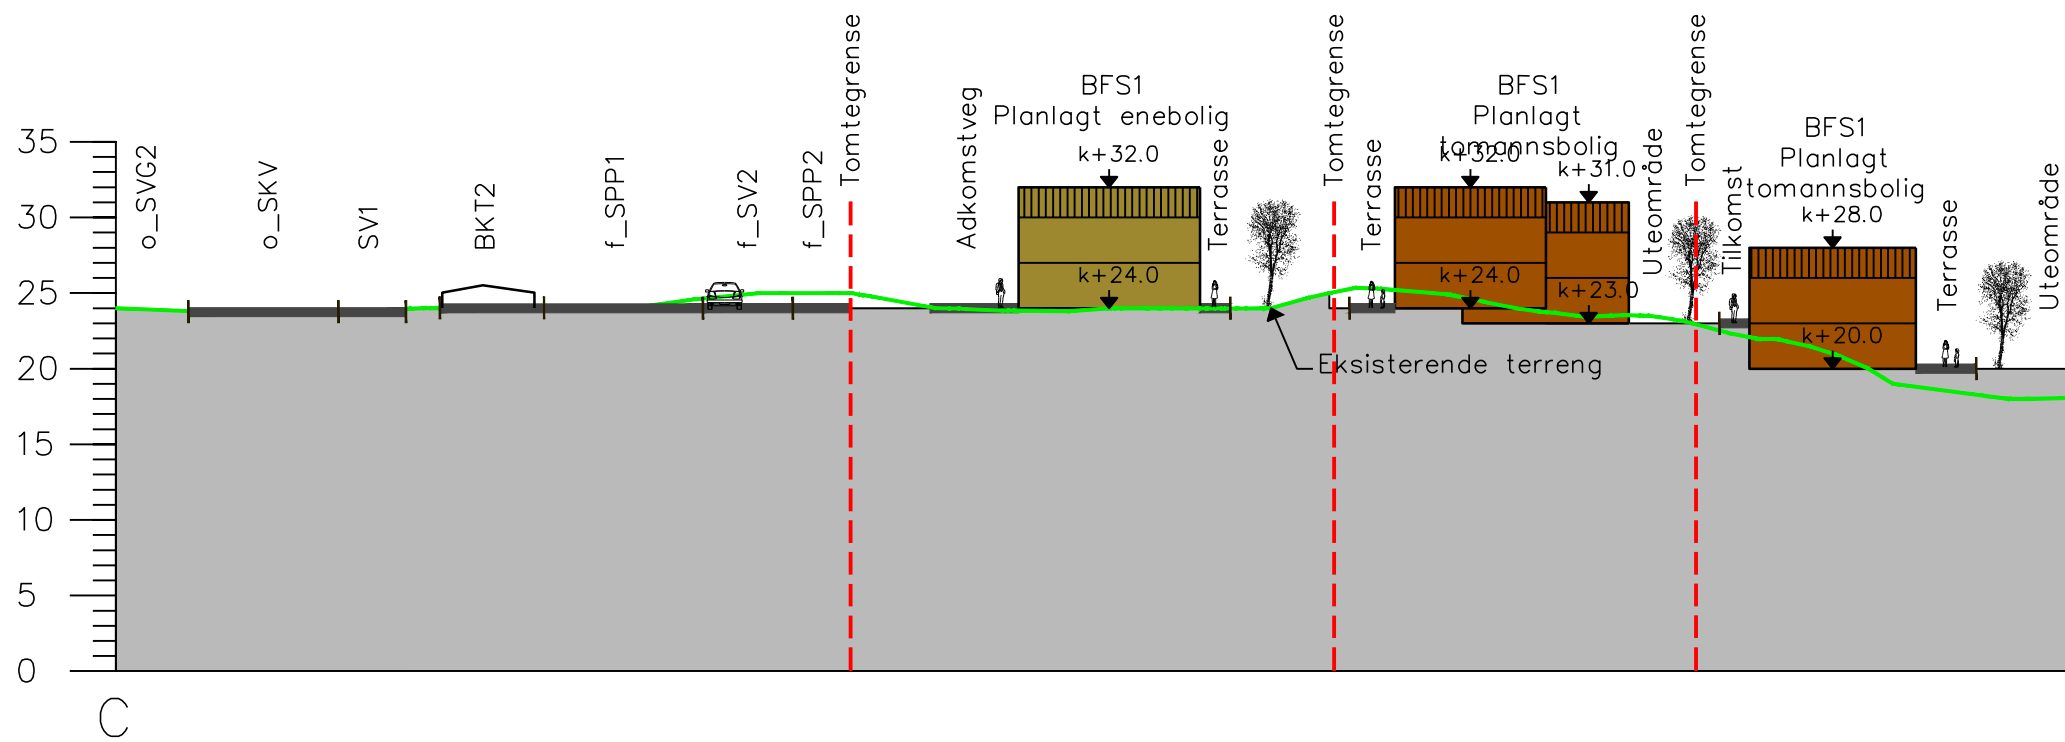 35
30
25
20
15
10
5
0
o_SVG2
o_SKV
SV1
BKT2
f_SPP1
f_SV2
f_SPP2
Tomtegrense
Adkomstveg
BFS1
Planlagt enebolig
k+32.0
k+24.0
Terrasse
Eksisterende terreng
Tomtegrense
Terrasse
BFS1
Planlagt
tomannsbolig
k+32.0
k+31.0
k+24.0
k+23.0
Uteområde
Tomtegrense
Tilkomst
BFS1
Planlagt
tomannsbolig
k+28.0
k+20.0
Terrasse
Uteområde
C